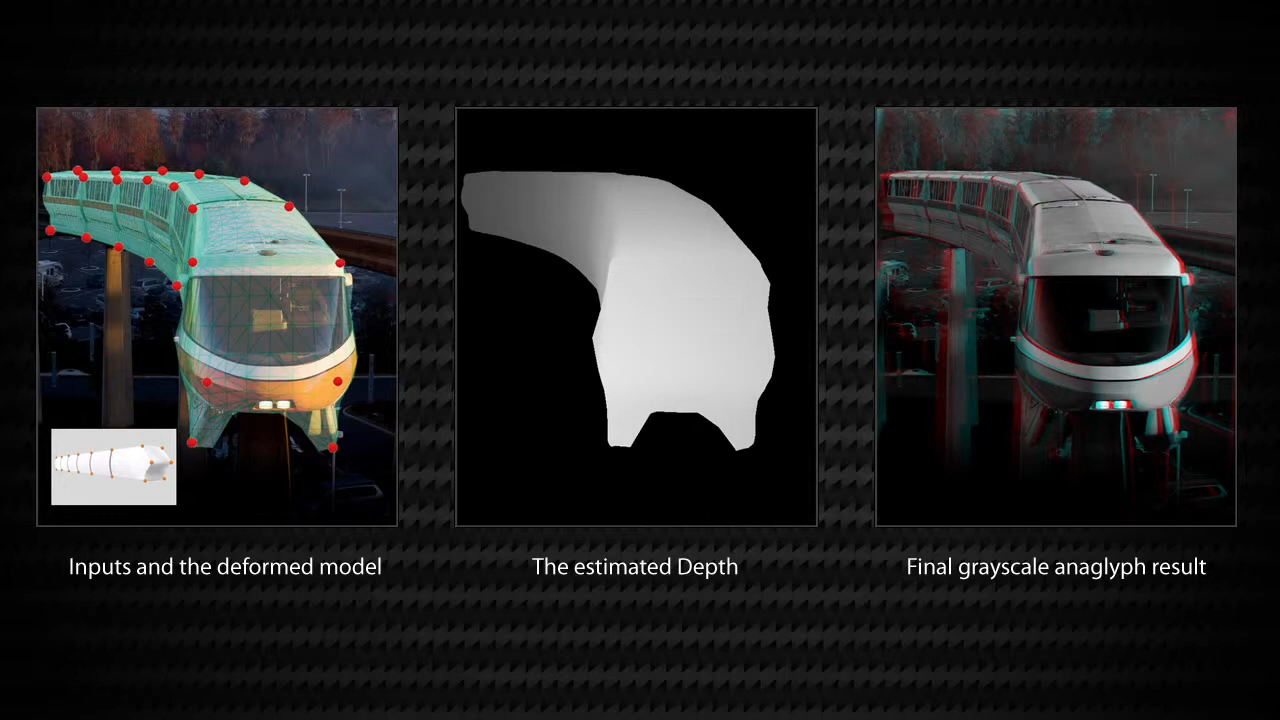 Inputs and the deformed model
The estimated Depth
Final grayscale anaglyph result